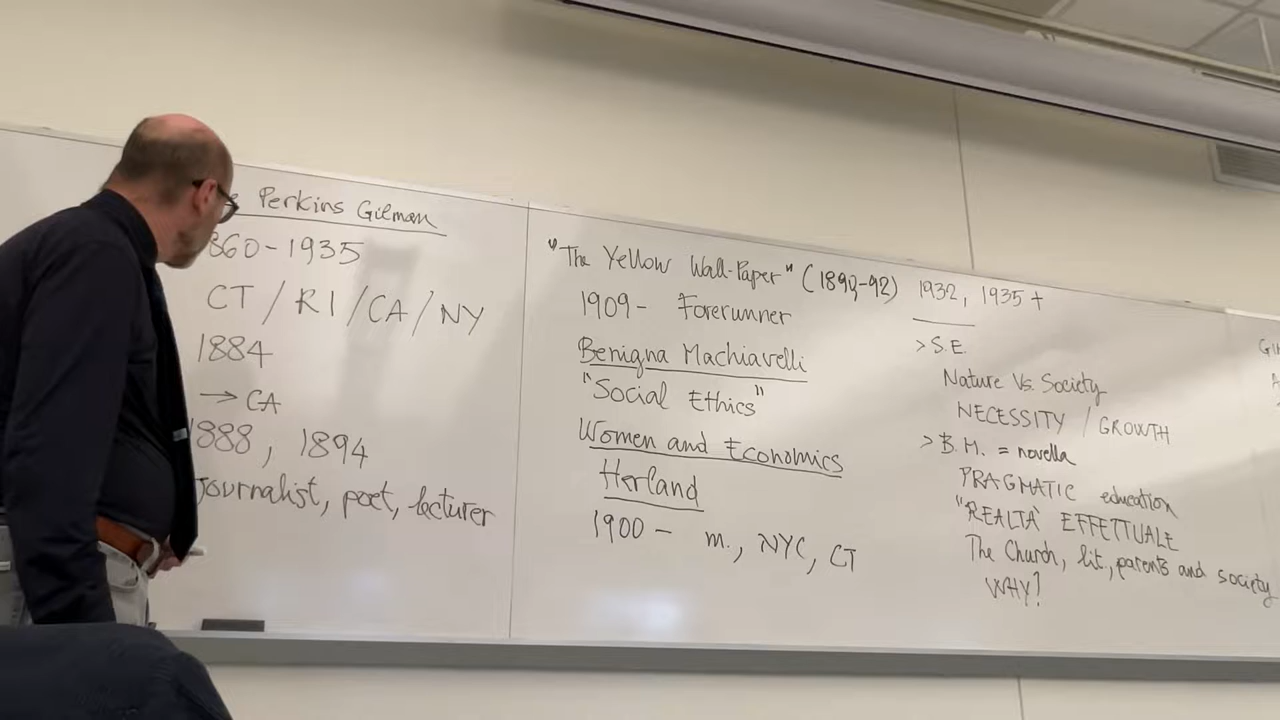 Perkins Gilman
860-1935
CT / RI / CA / NY
1884
→ CA
1888, 1894
journalist, poet, lecturer
"The Yellow Wall-Paper" (1890-92) 1932, 1935 +
1909- Forerunner
Benigna Machiavelli
"Social Ethics"
Women and Economics
Herland
1900- m., NYC, CT
> S.E.
Nature Vs. Society
NECESSITY / GROWTH
> B.M. = novella
PRAGMATIC education
"REALTÀ EFFETTUALE
The Church, lit., parents and society
WHY?